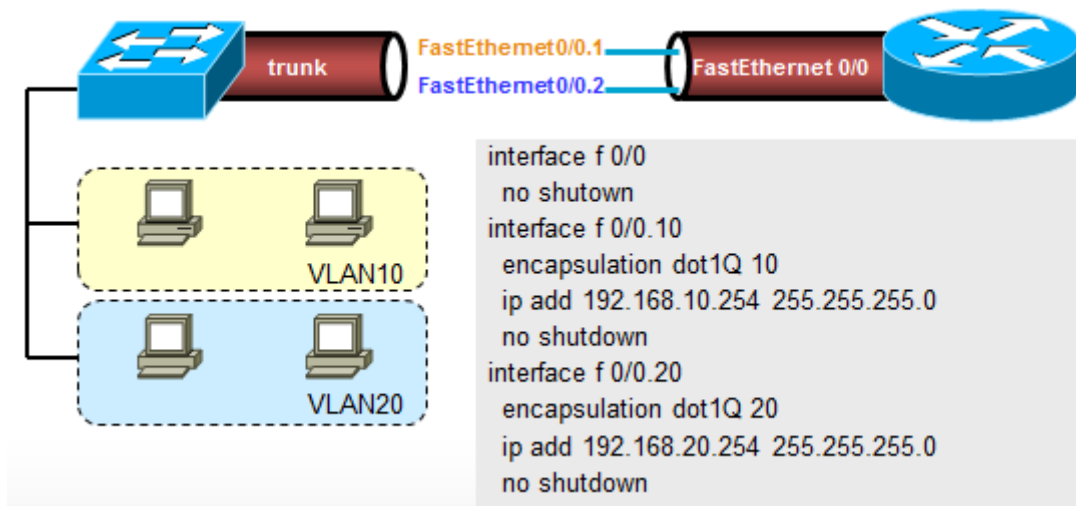 trunk
FastEthernet0/0.1
FastEthernet0/0.2
FastEthernet 0/0
VLAN10
VLAN20
interface f 0/0
no shutown
interface f 0/0.10
encapsulation dot1Q 10
ip add 192.168.10.254 255.255.255.0
no shutdown
interface f 0/0.20
encapsulation dot1Q 20
ip add 192.168.20.254 255.255.255.0
no shutdown